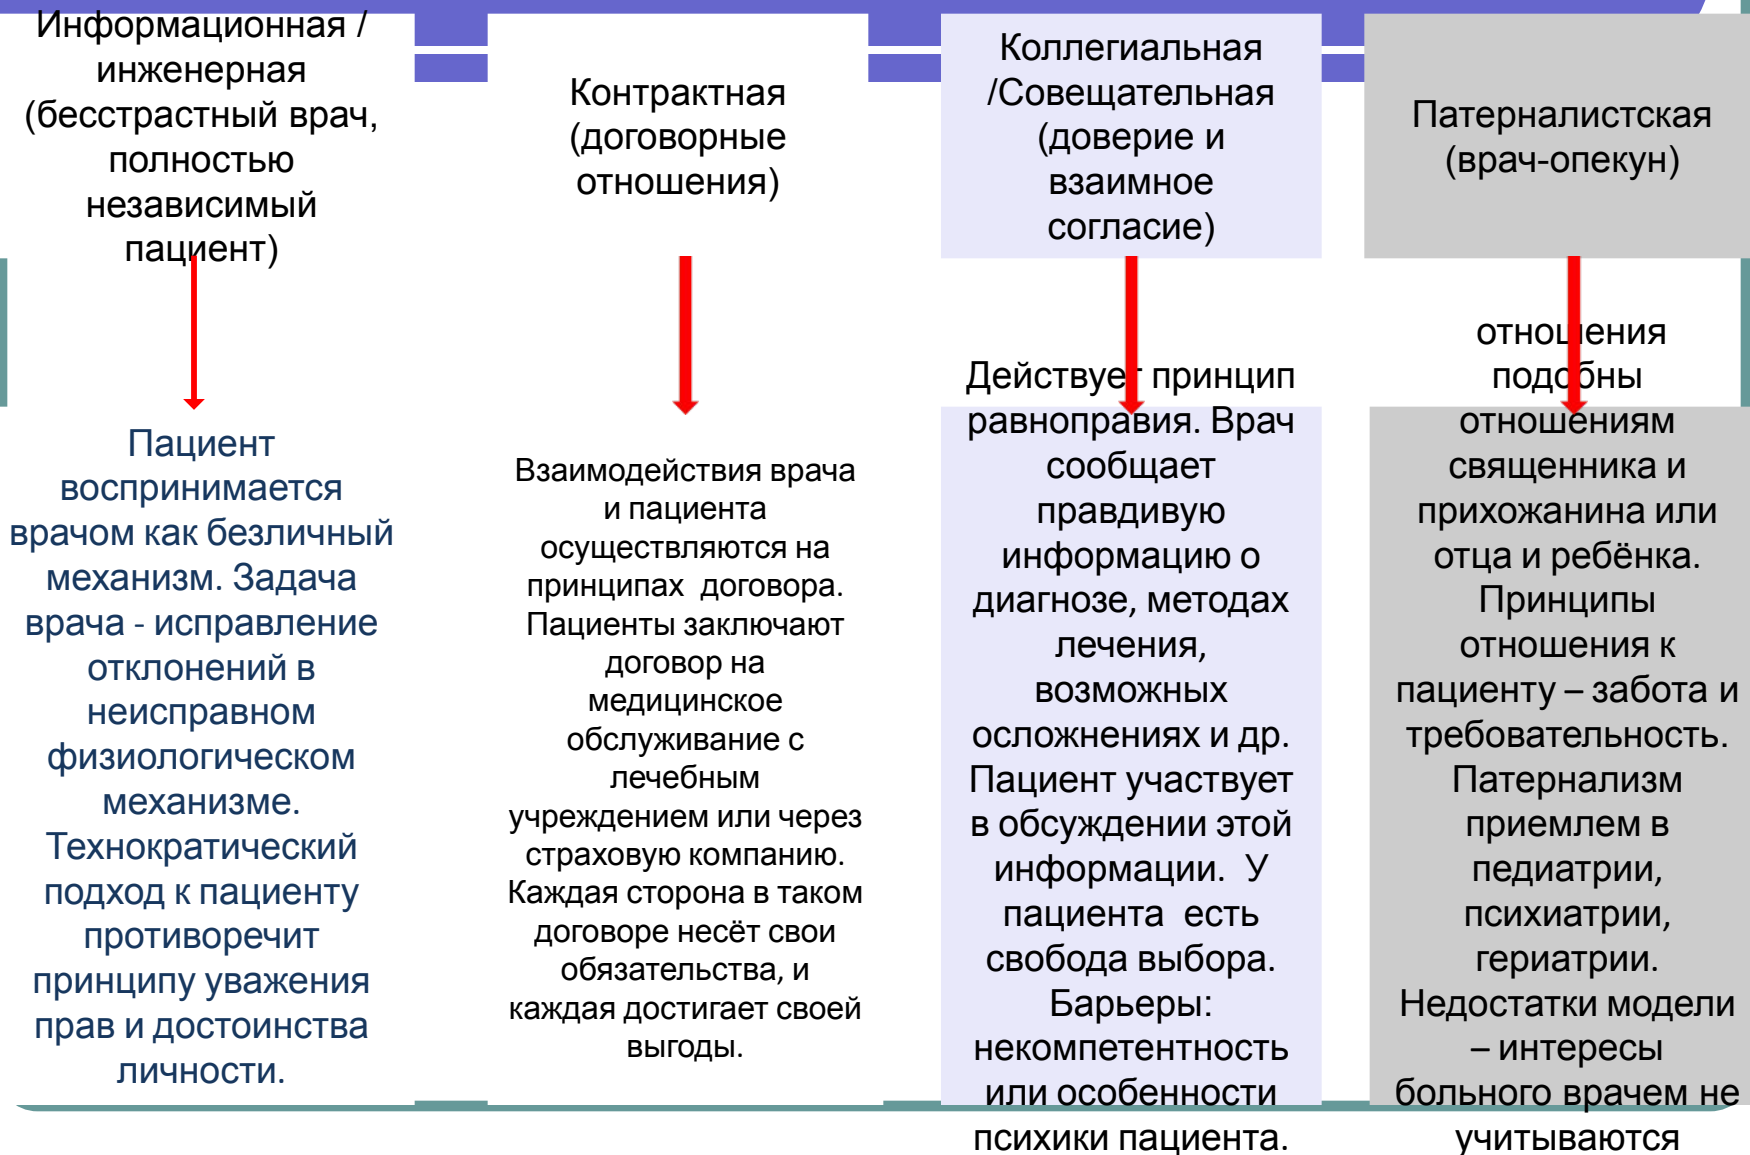 Информационная /
инженерная
(бесстрастный врач,
полностью
независимый
пациент)
Пациент
воспринимается
врачом как безличный
механизм. Задача
врача - исправление
отклонений в
неисправном
физиологическом
механизме.
Технократический
подход к пациенту
противоречит
принципу уважения
прав и достоинства
личности.
Контрактная
(договорные
отношения)
Взаимодействия врача
и пациента
осуществляются на
принципах договора.
Пациенты заключают
договор на
медицинское
обслуживание с
лечебным
учреждением или через
страховую компанию.
Каждая сторона в таком
договоре несёт свои
обязательства, и
каждая достигает своей
выгоды.
Коллегиальная
/Совещательная
(доверие и
взаимное
согласие)
Действует принцип
равноправия. Врач
сообщает
правдивую
информацию о
диагнозе, методах
лечения,
возможных
осложнениях и др.
Пациент участвует
в обсуждении этой
информации. У
пациента есть
свобода выбора.
Барьеры:
некомпетентность
или особенности
психики пациента.
Патерналистская
(врач-опекун)
отношения
подобны
отношениям
священника и
прихожанина или
отца и ребёнка.
Принципы
отношения к
пациенту – забота и
требовательность.
Патернализм
приемлем в
педиатрии,
психиатрии,
гериатрии.
Недостатки модели
– интересы
больного врачем не
учитываются